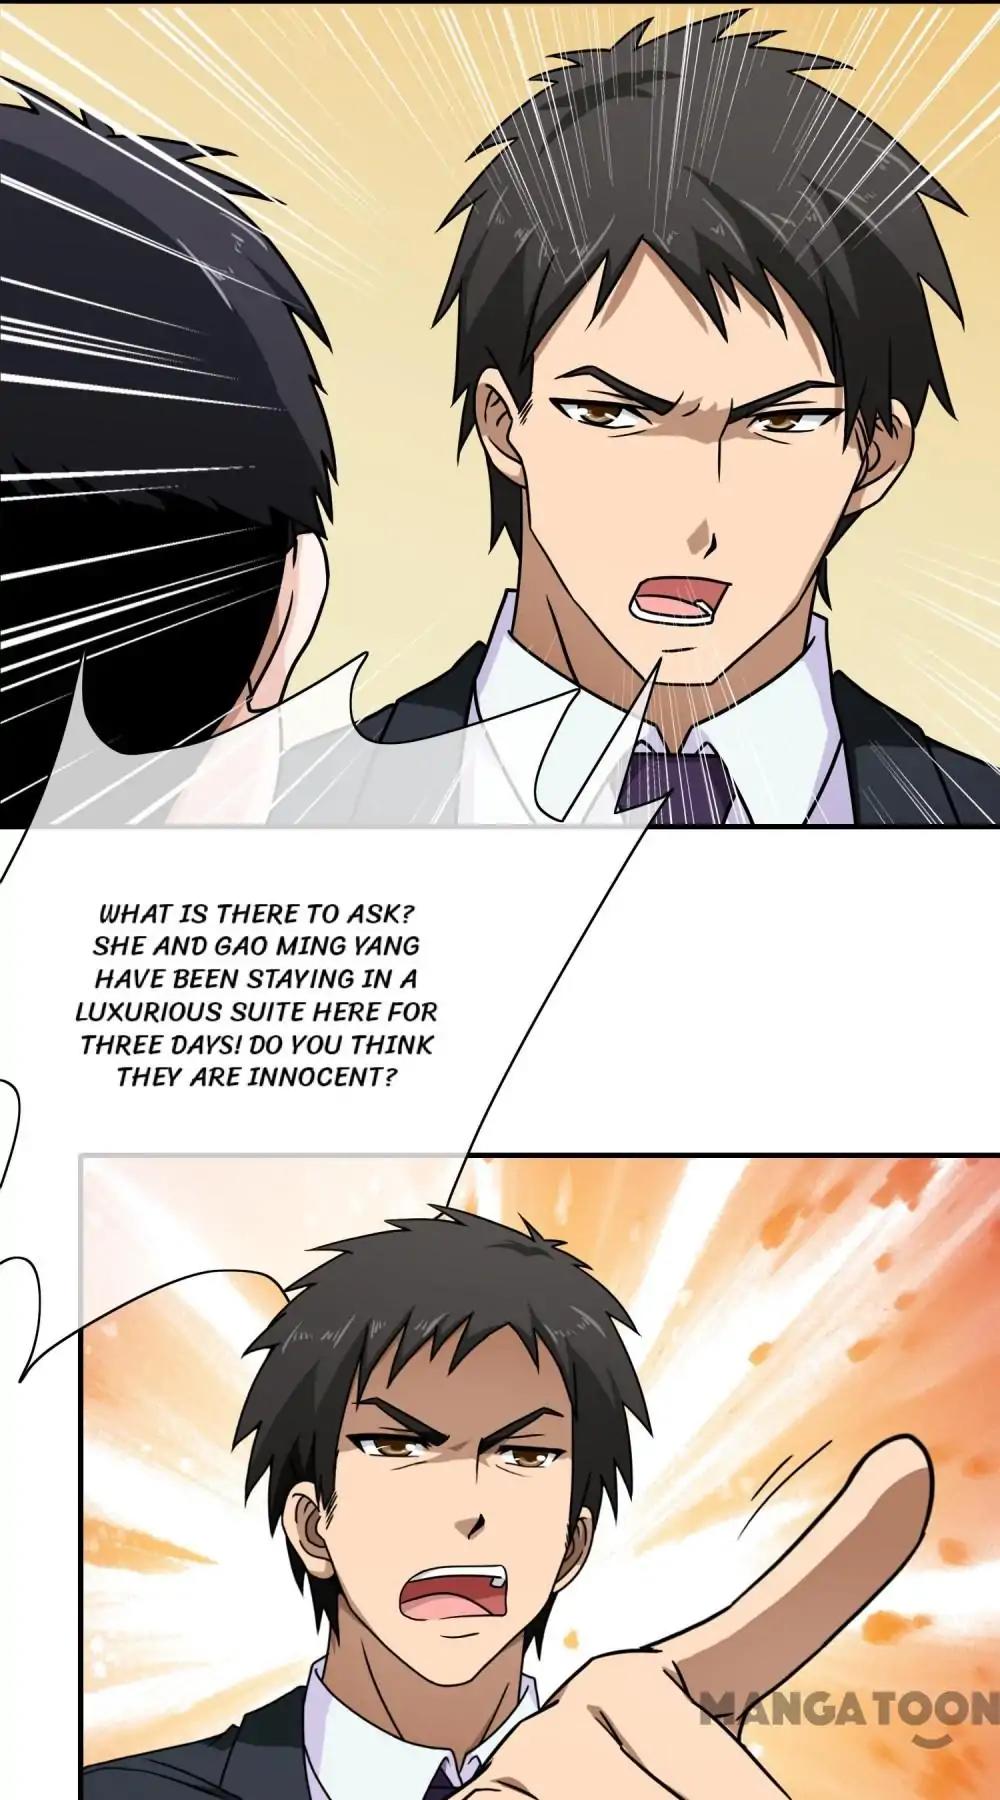 WHAT IS THERE TO ASK?
SHE AND GAO MING YANG
HAVE BEEN STAYING IN A
LUXURIOUS SUITE HERE FOR
THREE DAYS! DO YOU THINK
THEY ARE INNOCENT?
MANGATOON